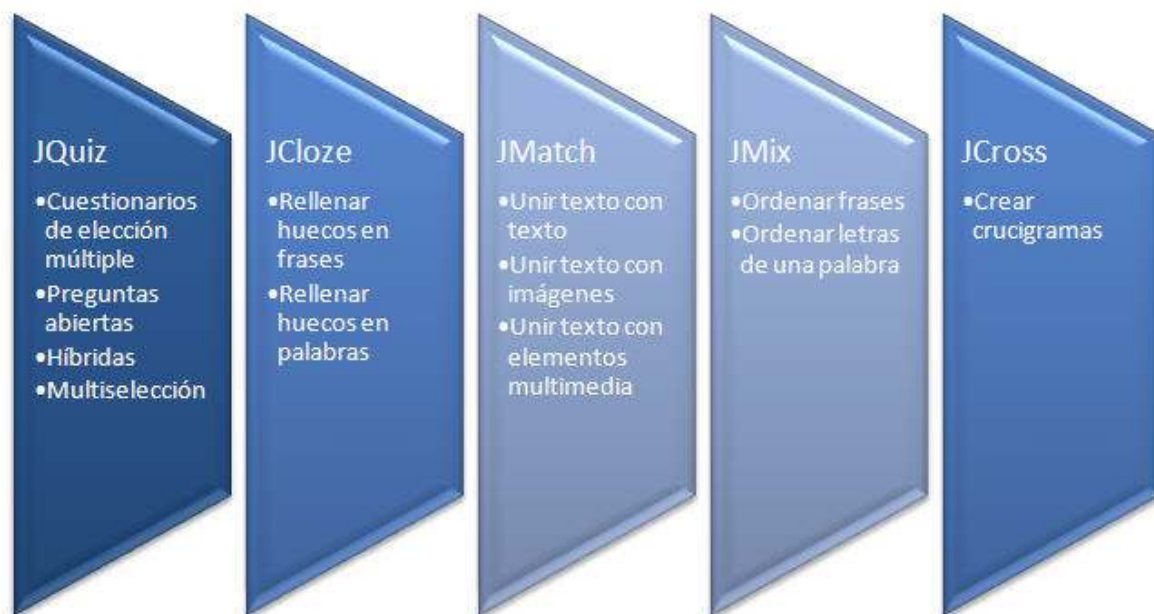 JQuiz
•Cuestionarios
de elección
múltiple
•Preguntas
abiertas
•Híbridas
•Multiselección
JCloze
•Rellenar
huecos en
frases
•Rellenar
huecos en
palabras
JMatch
•Unir texto con
texto
•Unir texto con
imágenes
•Unir texto con
elementos
multimedia
JMix
•Ordenar frases
•Ordenar letras
de una palabra
JCross
•Crear
crucigramas